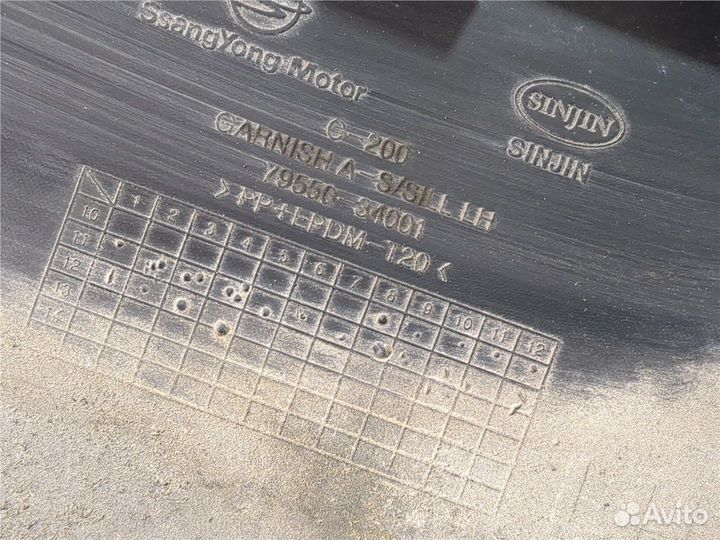 SsangYong Motor
SINJIN
SINJIN
C-200
GARNISH A-S/SILL LH
79550-34001
>PP+EPDM-T20<
1 2 3 4 5 6 7 8 9 10 11 12
10
11
12
13
14
Avito